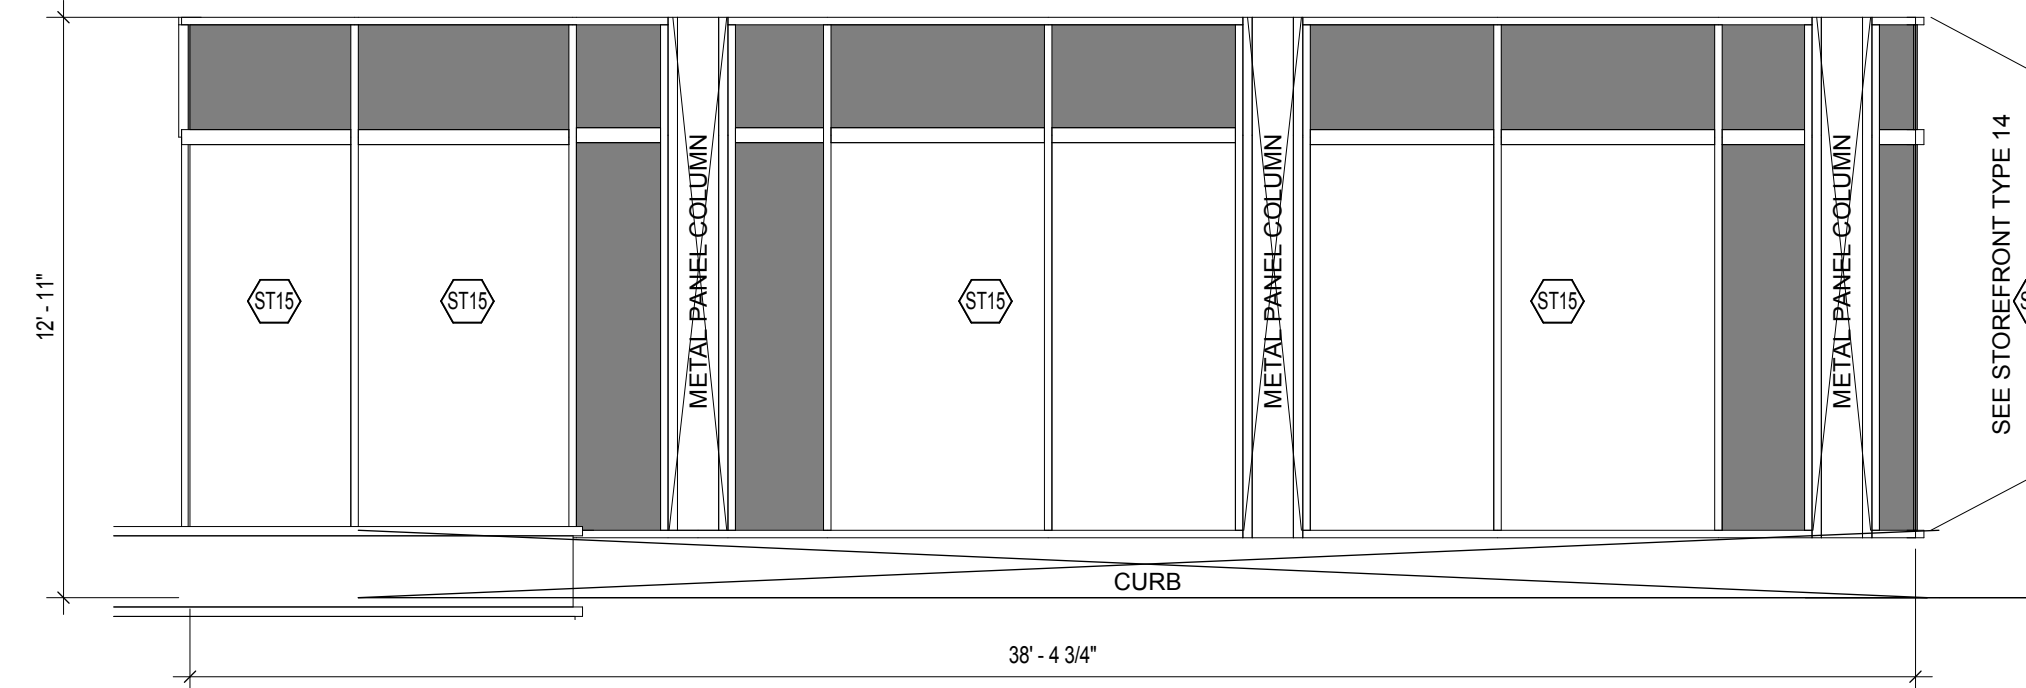 METAL PANEL COLUMN
METAL PANEL COLUMN
METAL PANEL COLUMN
SEE STOREFRONT TYPE 14
12' - 11"
ST15
ST15
ST15
ST15
CURB
38' - 4 3/4"